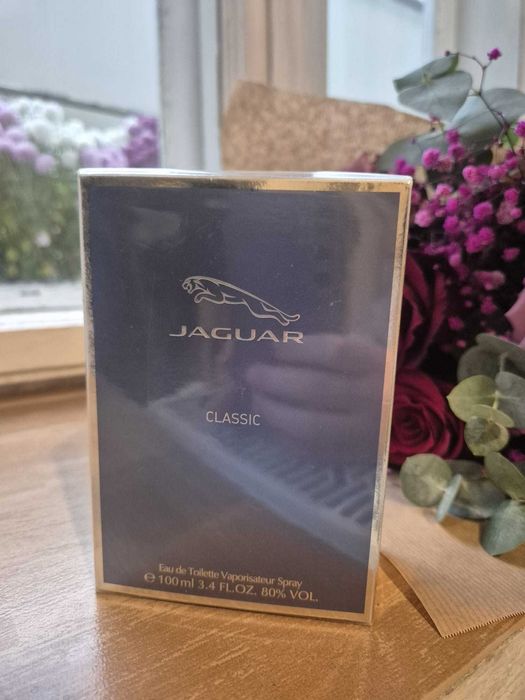 JAGUAR
CLASSIC
Eau de Toilette Vaporisateur Spray
℮ 100 ml 3.4 FL.OZ. 80% VOL.